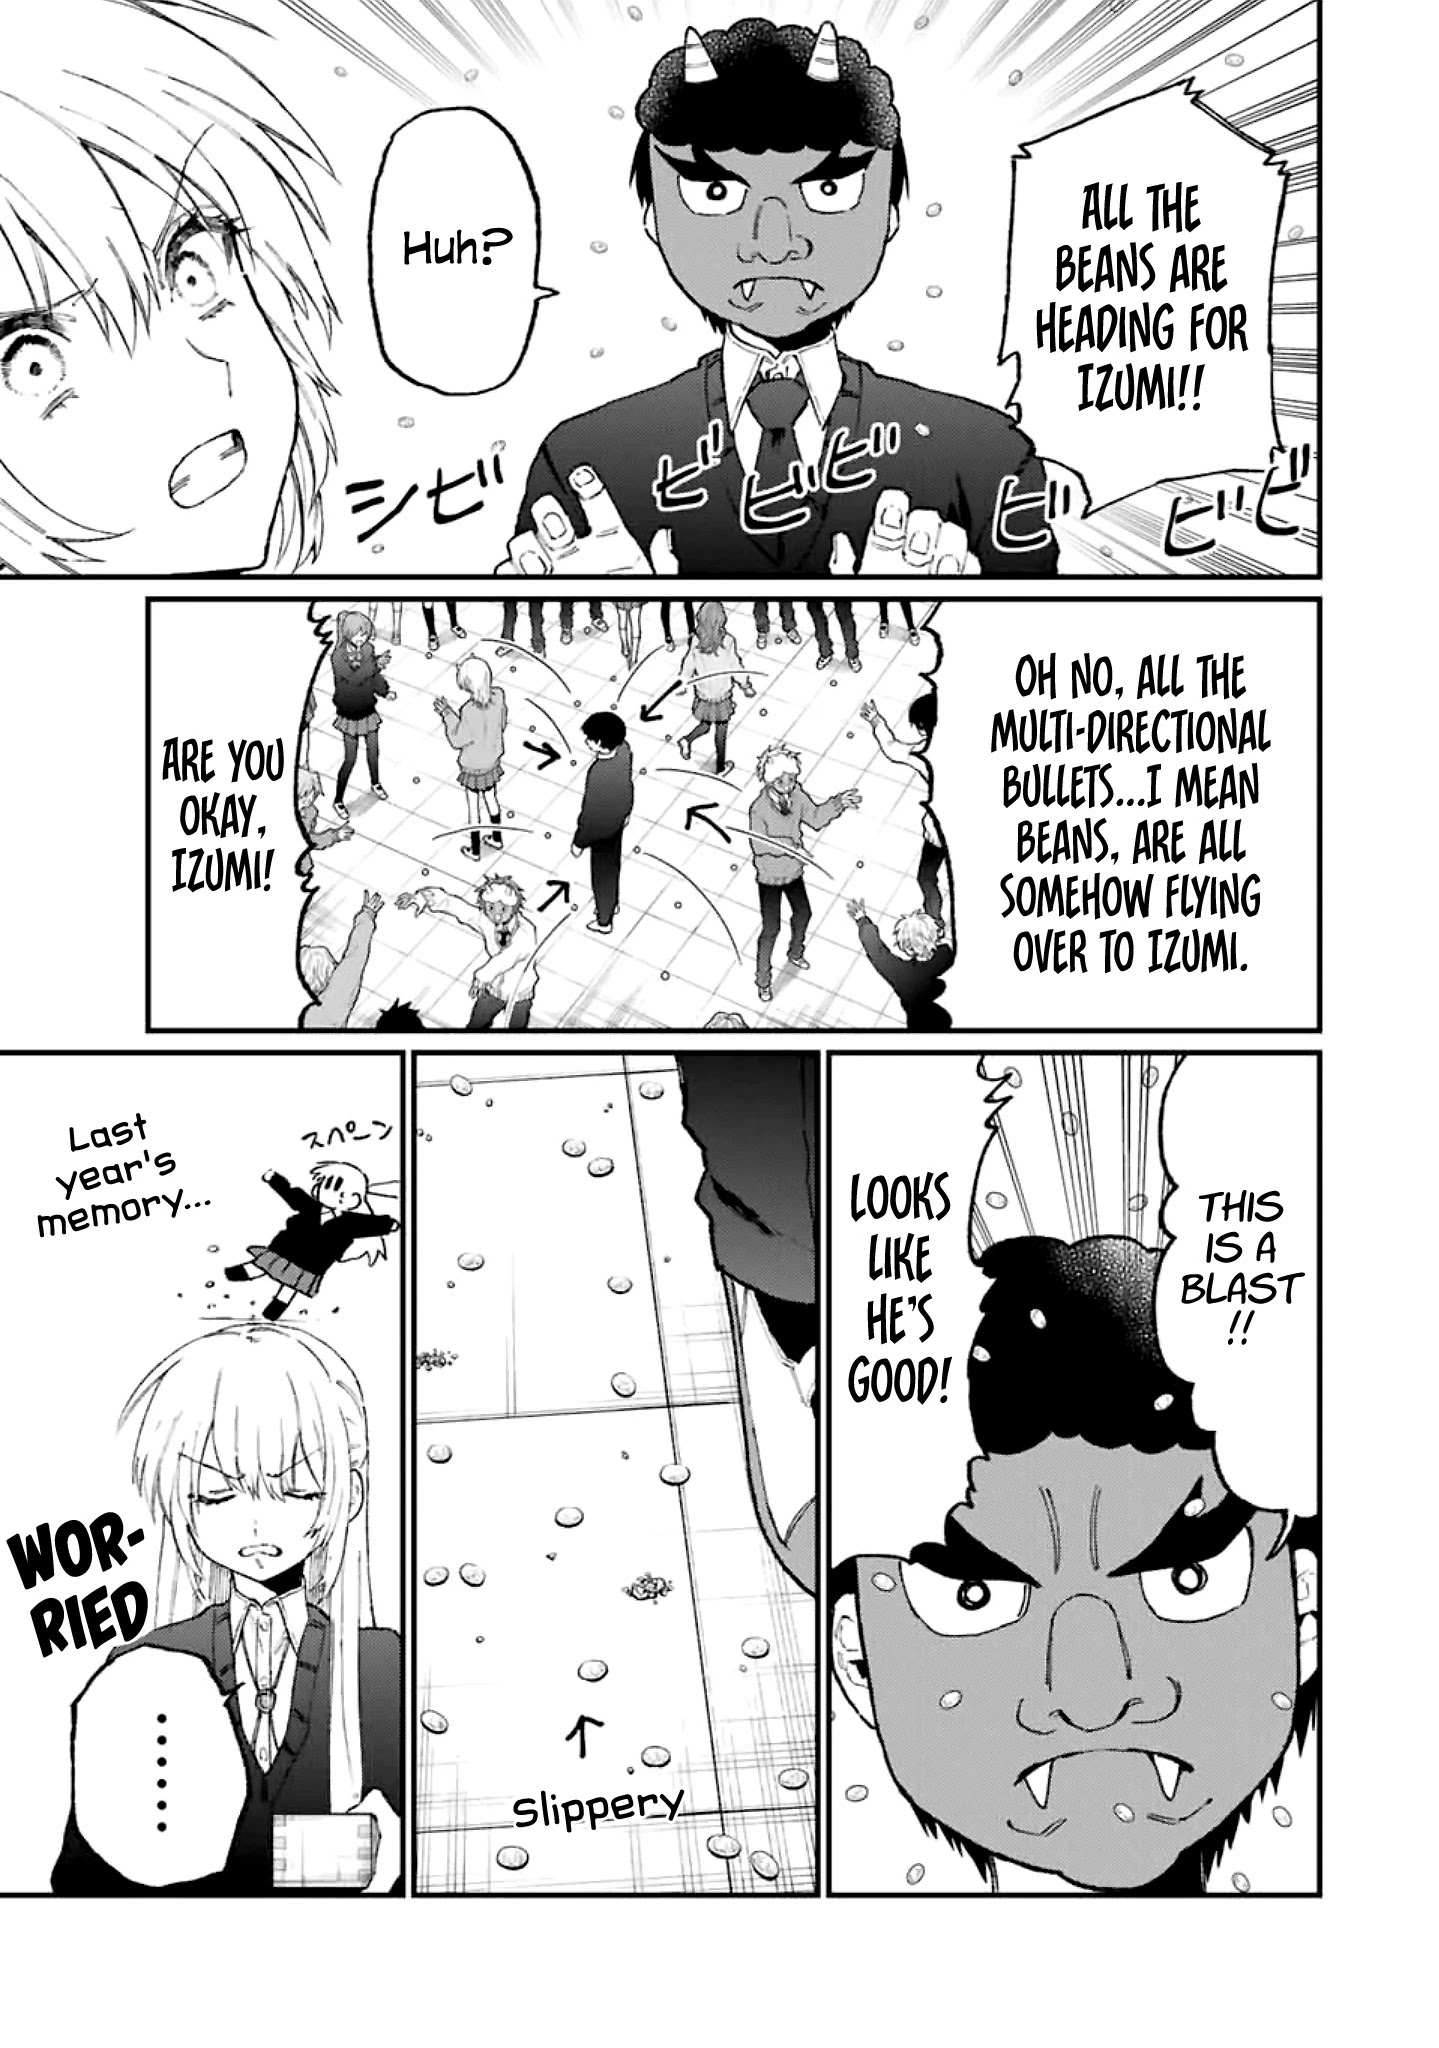 ALL THE
BEANS ARE
HEADING FOR
IZUMI!!
Huh?
シビ
ビ
ビビビ
ビ
ビビビ
OH NO, ALL THE
MULTI-DIRECTIONAL
BULLETS...I MEAN
BEANS, ARE ALL
SOMEHOW FLYING
OVER TO IZUMI.
ARE YOU
OKAY,
IZUMI!
THIS
IS A
BLAST
!!
LOOKS
LIKE
HE'S
GOOD!
Slippery
Last
year's
memory...
スペーン
WOR-
RIED
......